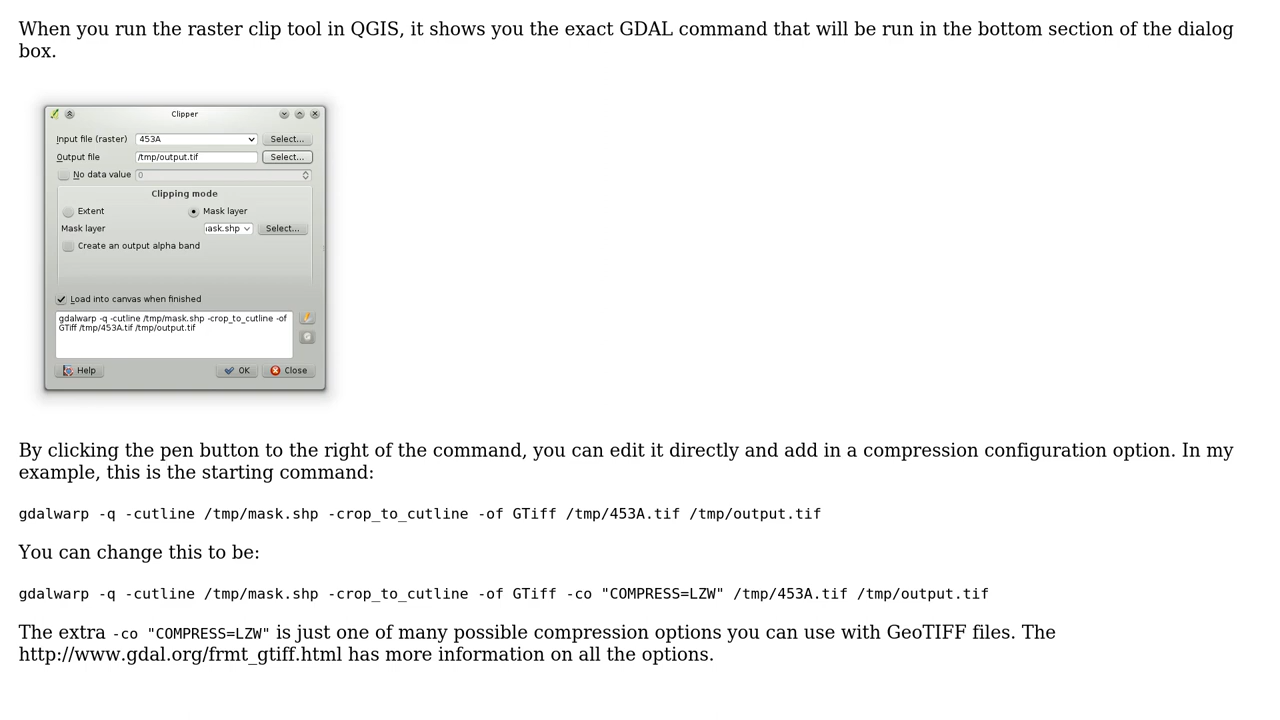 When you run the raster clip tool in QGIS, it shows you the exact GDAL command that will be run in the bottom section of the dialog
box.
Clipper
Input file (raster) 453A Select...
Output file /tmp/output.tif Select...
No data value 0
Clipping mode
Extent Mask layer
Mask layer ask.shp Select...
Create an output alpha band
Load into canvas when finished
gdalwarp -q -cutline /tmp/mask.shp -crop_to_cutline -of
GTiff /tmp/453A.tif /tmp/output.tif
Help OK Close
By clicking the pen button to the right of the command, you can edit it directly and add in a compression configuration option. In my
example, this is the starting command:
gdalwarp -q -cutline /tmp/mask.shp -crop_to_cutline -of GTiff /tmp/453A.tif /tmp/output.tif
You can change this to be:
gdalwarp -q -cutline /tmp/mask.shp -crop_to_cutline -of GTiff -co "COMPRESS=LZW" /tmp/453A.tif /tmp/output.tif
The extra -co "COMPRESS=LZW" is just one of many possible compression options you can use with GeoTIFF files. The
http://www.gdal.org/frmt_gtiff.html has more information on all the options.